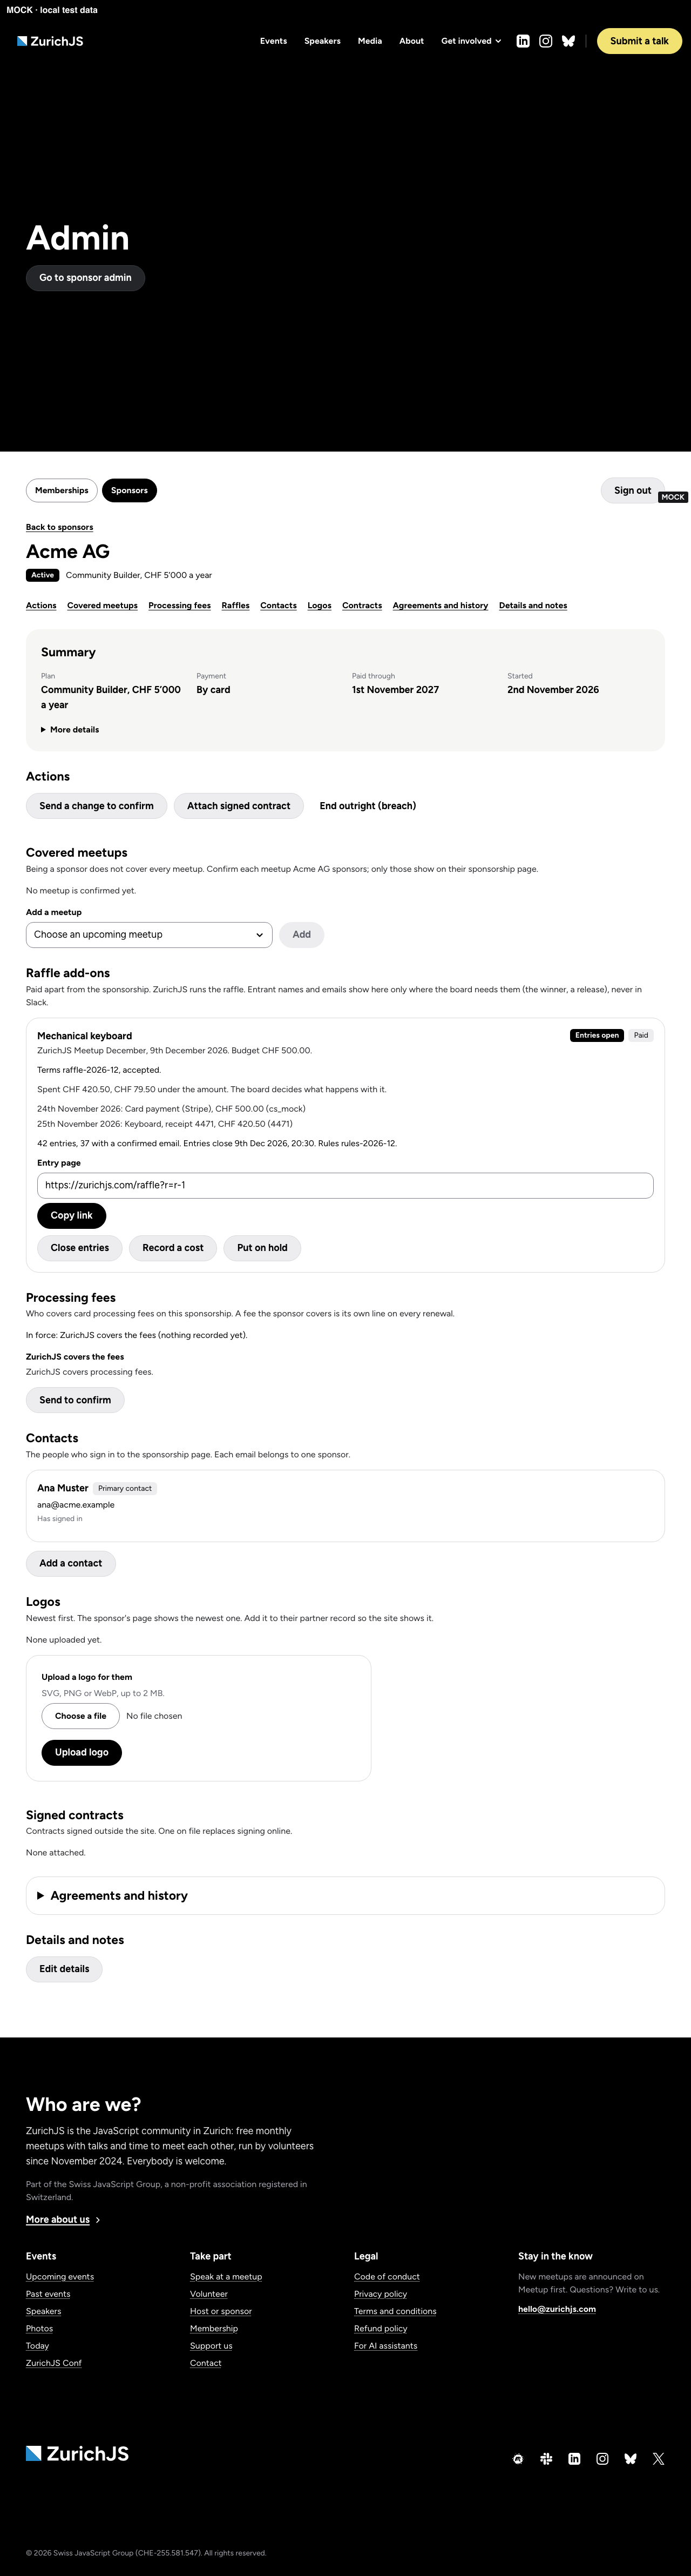 MOCK · local test data
ZurichJS
Events
Speakers
Media
About
Get involved
Submit a talk
Admin
Go to sponsor admin
Memberships
Sponsors
Sign out
MOCK
Back to sponsors
Acme AG
Active
Community Builder, CHF 5’000 a year
Actions
Covered meetups
Processing fees
Raffles
Contacts
Logos
Contracts
Agreements and history
Details and notes
Summary
Plan
Community Builder, CHF 5’000
a year
Payment
By card
Paid through
1st November 2027
Started
2nd November 2026
More details
Actions
Send a change to confirm
Attach signed contract
End outright (breach)
Covered meetups
Being a sponsor does not cover every meetup. Confirm each meetup Acme AG sponsors; only those show on their sponsorship page.
No meetup is confirmed yet.
Add a meetup
Choose an upcoming meetup
Add
Raffle add-ons
Paid apart from the sponsorship. ZurichJS runs the raffle. Entrant names and emails show here only where the board needs them (the winner, a release), never in
Slack.
Mechanical keyboard
Entries open
Paid
ZurichJS Meetup December, 9th December 2026. Budget CHF 500.00.
Terms raffle-2026-12, accepted.
Spent CHF 420.50, CHF 79.50 under the amount. The board decides what happens with it.
24th November 2026: Card payment (Stripe), CHF 500.00 (cs_mock)
25th November 2026: Keyboard, receipt 4471, CHF 420.50 (4471)
42 entries, 37 with a confirmed email. Entries close 9th Dec 2026, 20:30. Rules rules-2026-12.
Entry page
https://zurichjs.com/raffle?r=r-1
Copy link
Close entries
Record a cost
Put on hold
Processing fees
Who covers card processing fees on this sponsorship. A fee the sponsor covers is its own line on every renewal.
In force: ZurichJS covers the fees (nothing recorded yet).
ZurichJS covers the fees
ZurichJS covers processing fees.
Send to confirm
Contacts
The people who sign in to the sponsorship page. Each email belongs to one sponsor.
Ana Muster
Primary contact
ana@acme.example
Has signed in
Add a contact
Logos
Newest first. The sponsor's page shows the newest one. Add it to their partner record so the site shows it.
None uploaded yet.
Upload a logo for them
SVG, PNG or WebP, up to 2 MB.
Choose a file
No file chosen
Upload logo
Signed contracts
Contracts signed outside the site. One on file replaces signing online.
None attached.
Agreements and history
Details and notes
Edit details
Who are we?
ZurichJS is the JavaScript community in Zurich: free monthly
meetups with talks and time to meet each other, run by volunteers
since November 2024. Everybody is welcome.
Part of the Swiss JavaScript Group, a non-profit association registered in
Switzerland.
More about us
Events
Upcoming events
Past events
Speakers
Photos
Today
ZurichJS Conf
Take part
Speak at a meetup
Volunteer
Host or sponsor
Membership
Support us
Contact
Legal
Code of conduct
Privacy policy
Terms and conditions
Refund policy
For AI assistants
Stay in the know
New meetups are announced on
Meetup first. Questions? Write to us.
hello@zurichjs.com
ZurichJS
© 2026 Swiss JavaScript Group (CHE-255.581.547). All rights reserved.